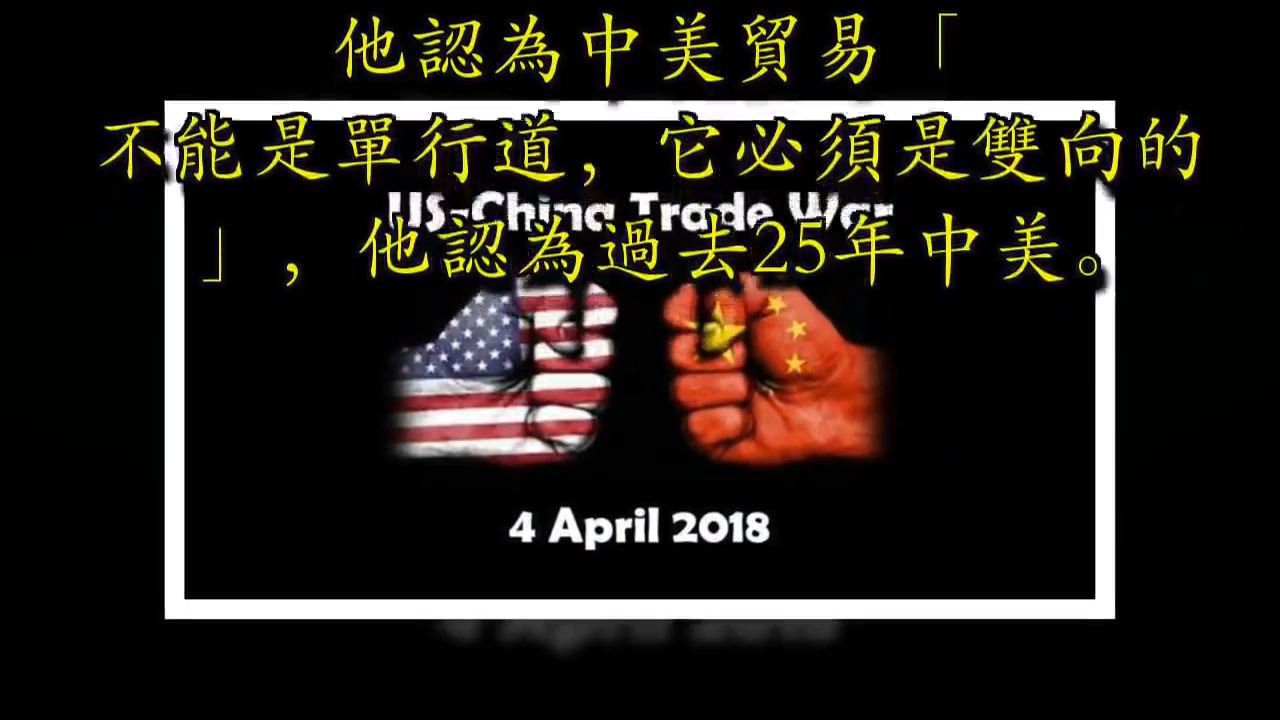 他認為中美貿易「
不能是單行道，它必須是雙向的
US-China Trade War
」，他認為過去25年中美。
4 April 2018